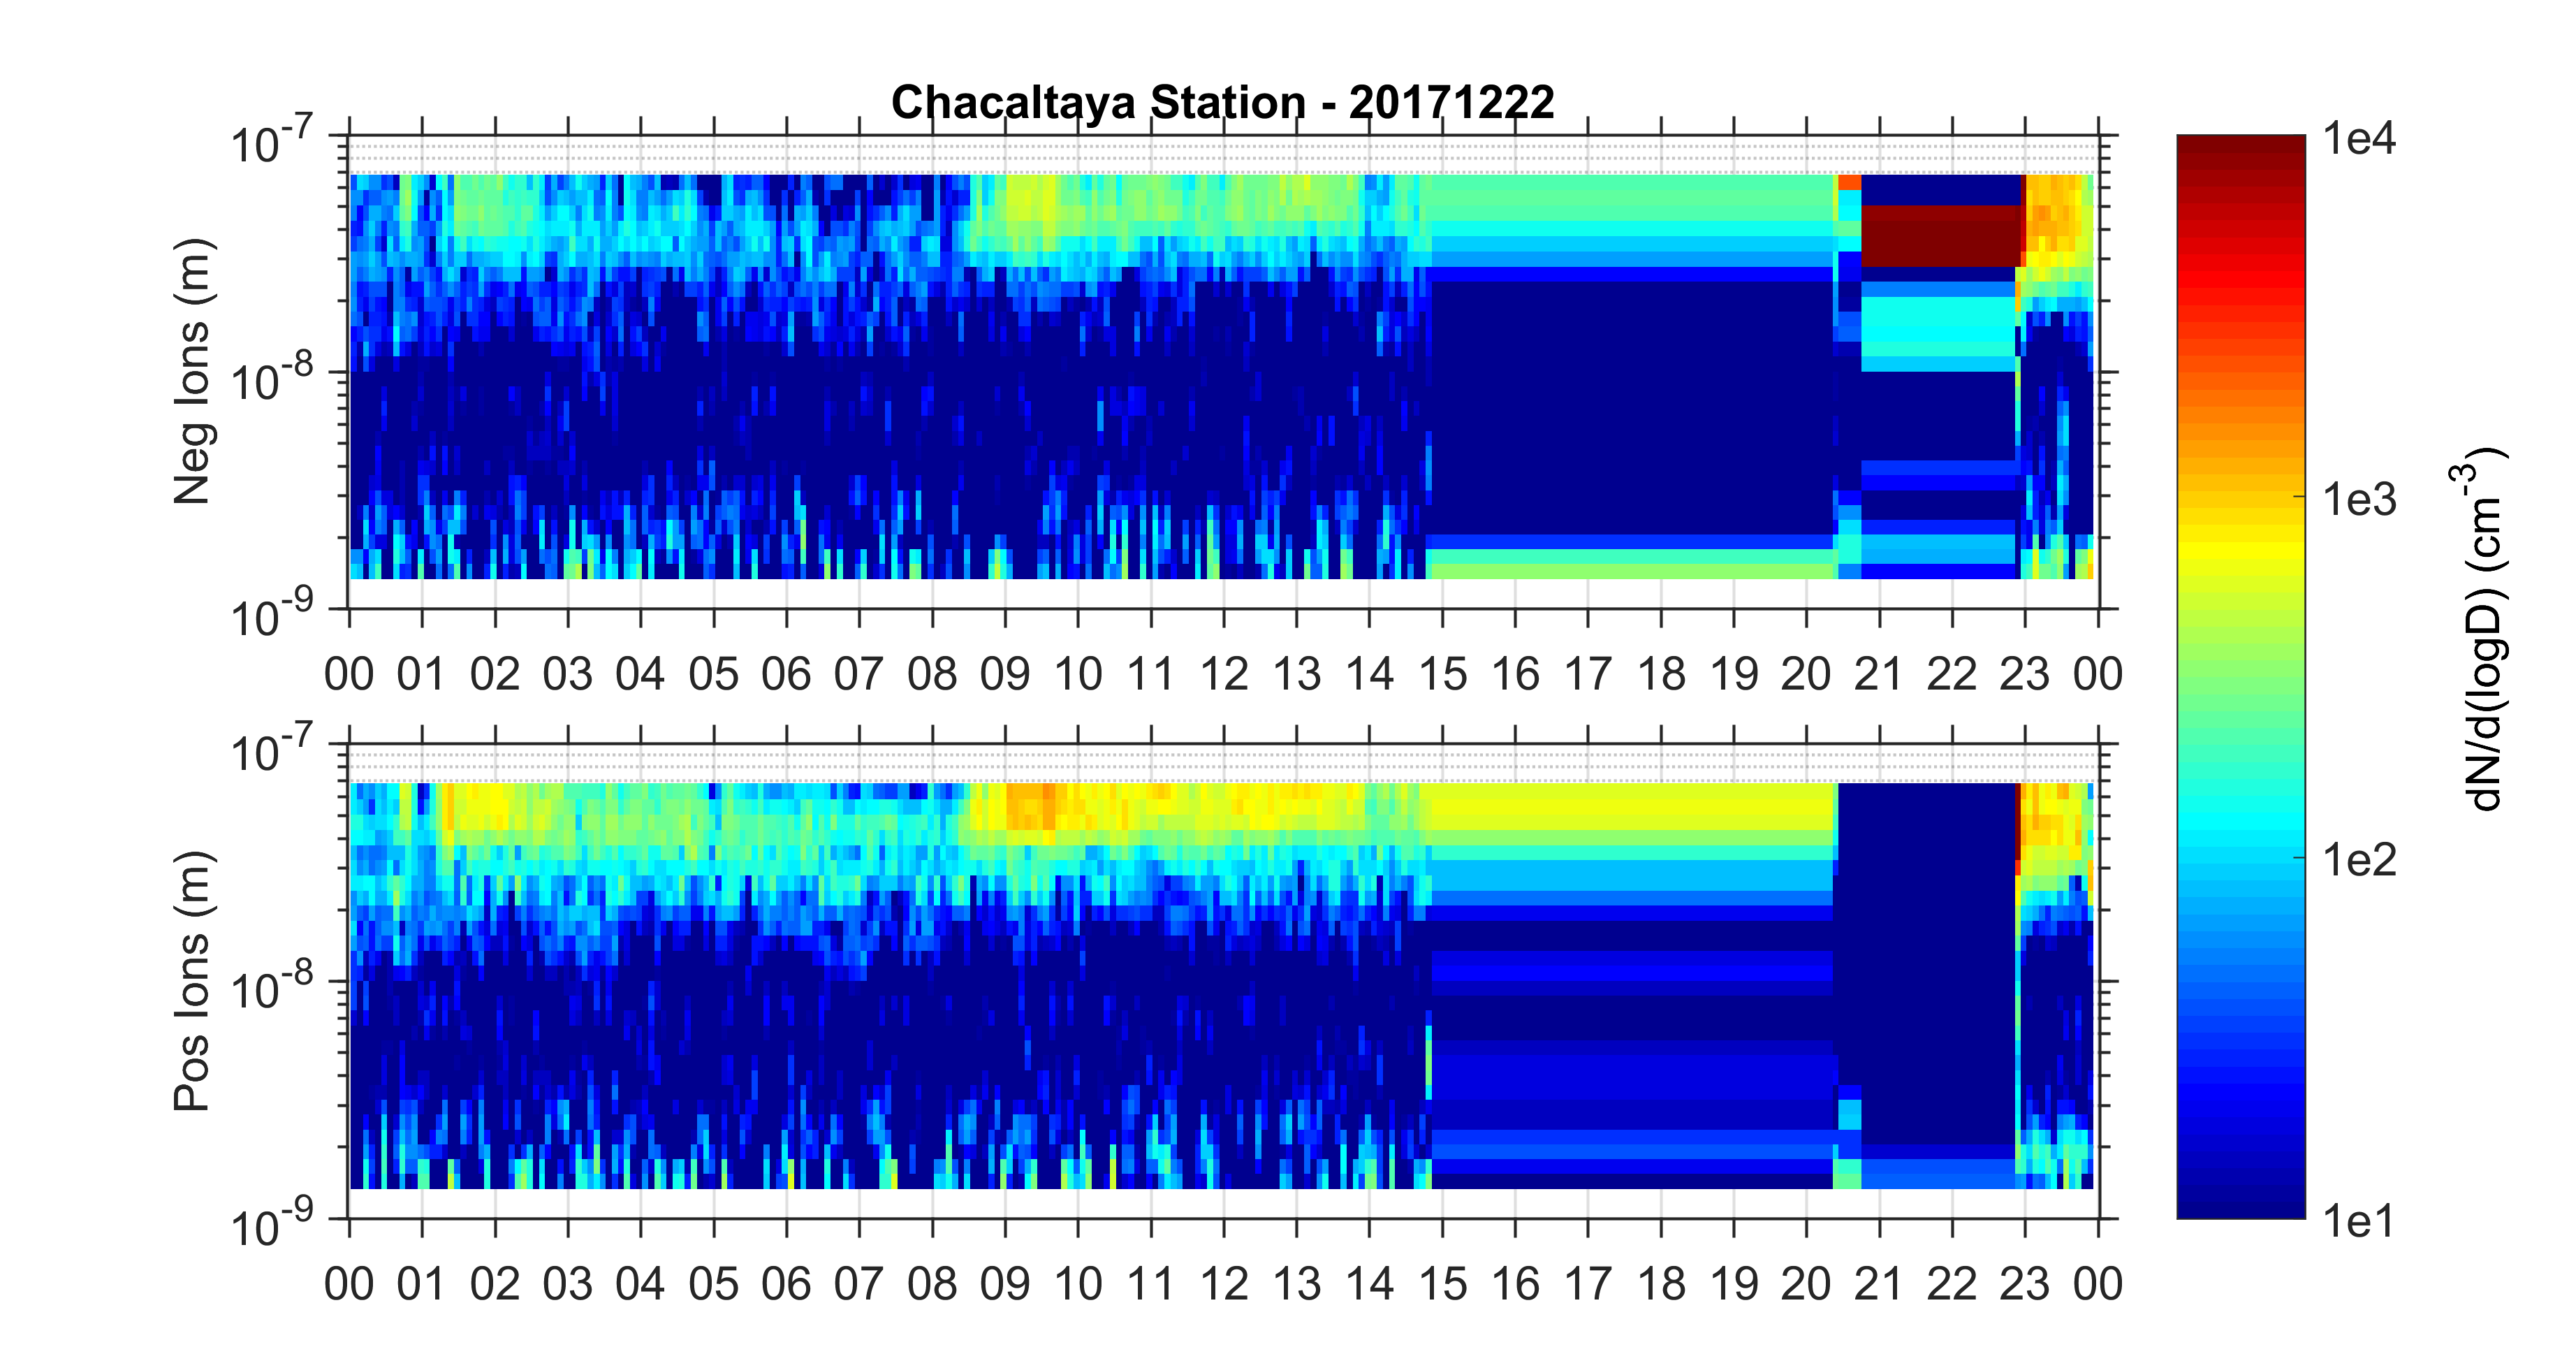 Chacaltaya Station - 20171222
10^-7
10^-8
10^-9
Neg Ions (m)
00 01 02 03 04 05 06 07 08 09 10 11 12 13 14 15 16 17 18 19 20 21 22 23 00
10^-7
10^-8
10^-9
Pos Ions (m)
00 01 02 03 04 05 06 07 08 09 10 11 12 13 14 15 16 17 18 19 20 21 22 23 00
1e4
1e3
1e2
1e1
dN/d(logD) (cm^-3)